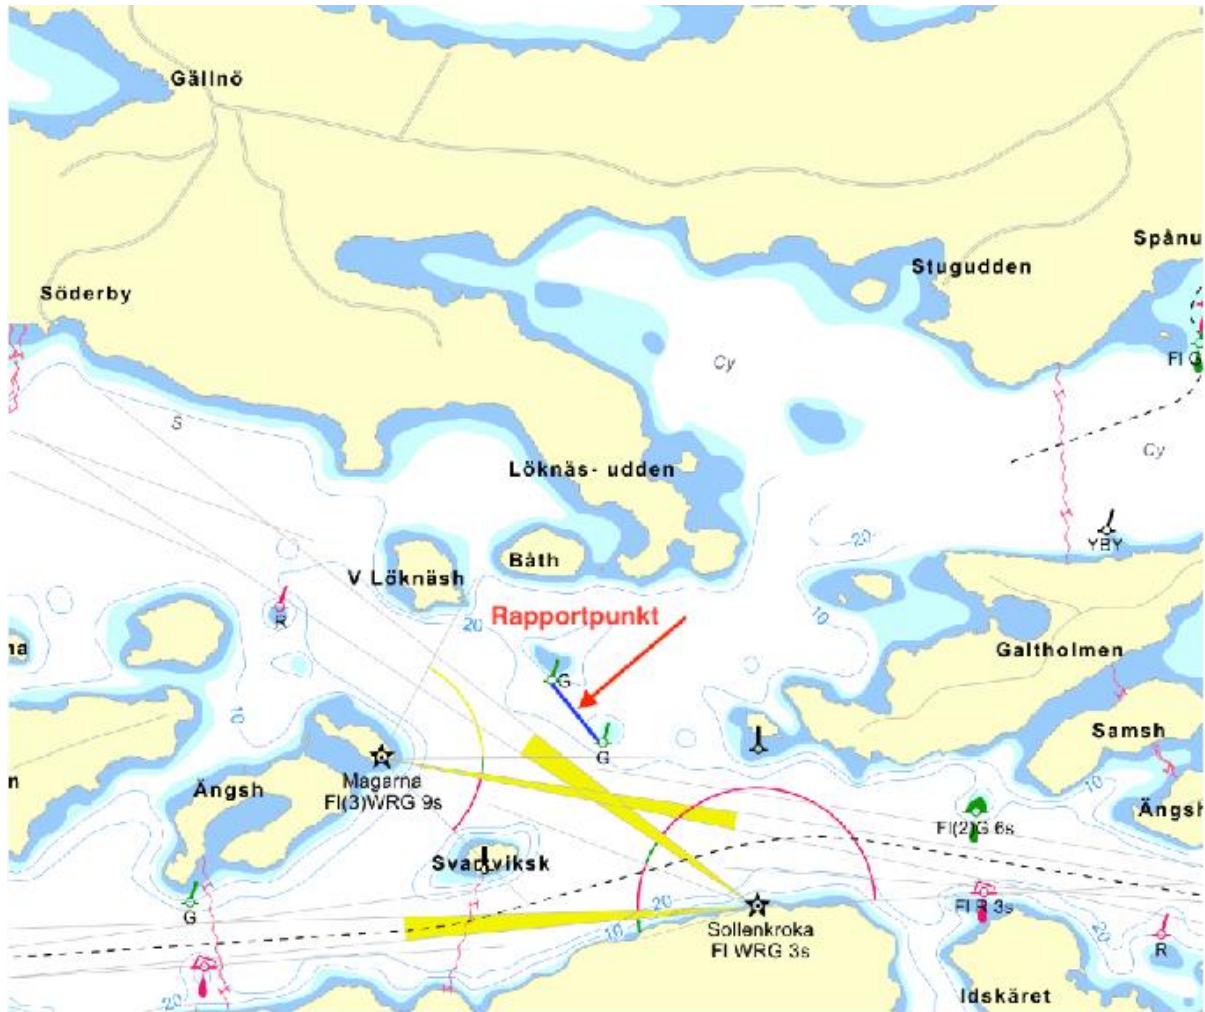 Gällnö
Spånu
Stugudden
Söderby
Cy
Fl G
S
Cy
Löknäs- udden
20
YBY
Båth
V Löknäsh
10
20
Rapportpunkt
R
na
Galtholmen
G
10
Samsh
G
n
Ängsh
Magarna
Fl(3)WRG 9s
10
Ängsh
Fl(2)G 6s
Svartviksk
G
20
Fl R 3s
10
Sollenkroka
Fl WRG 3s
20
R
20
Idskäret